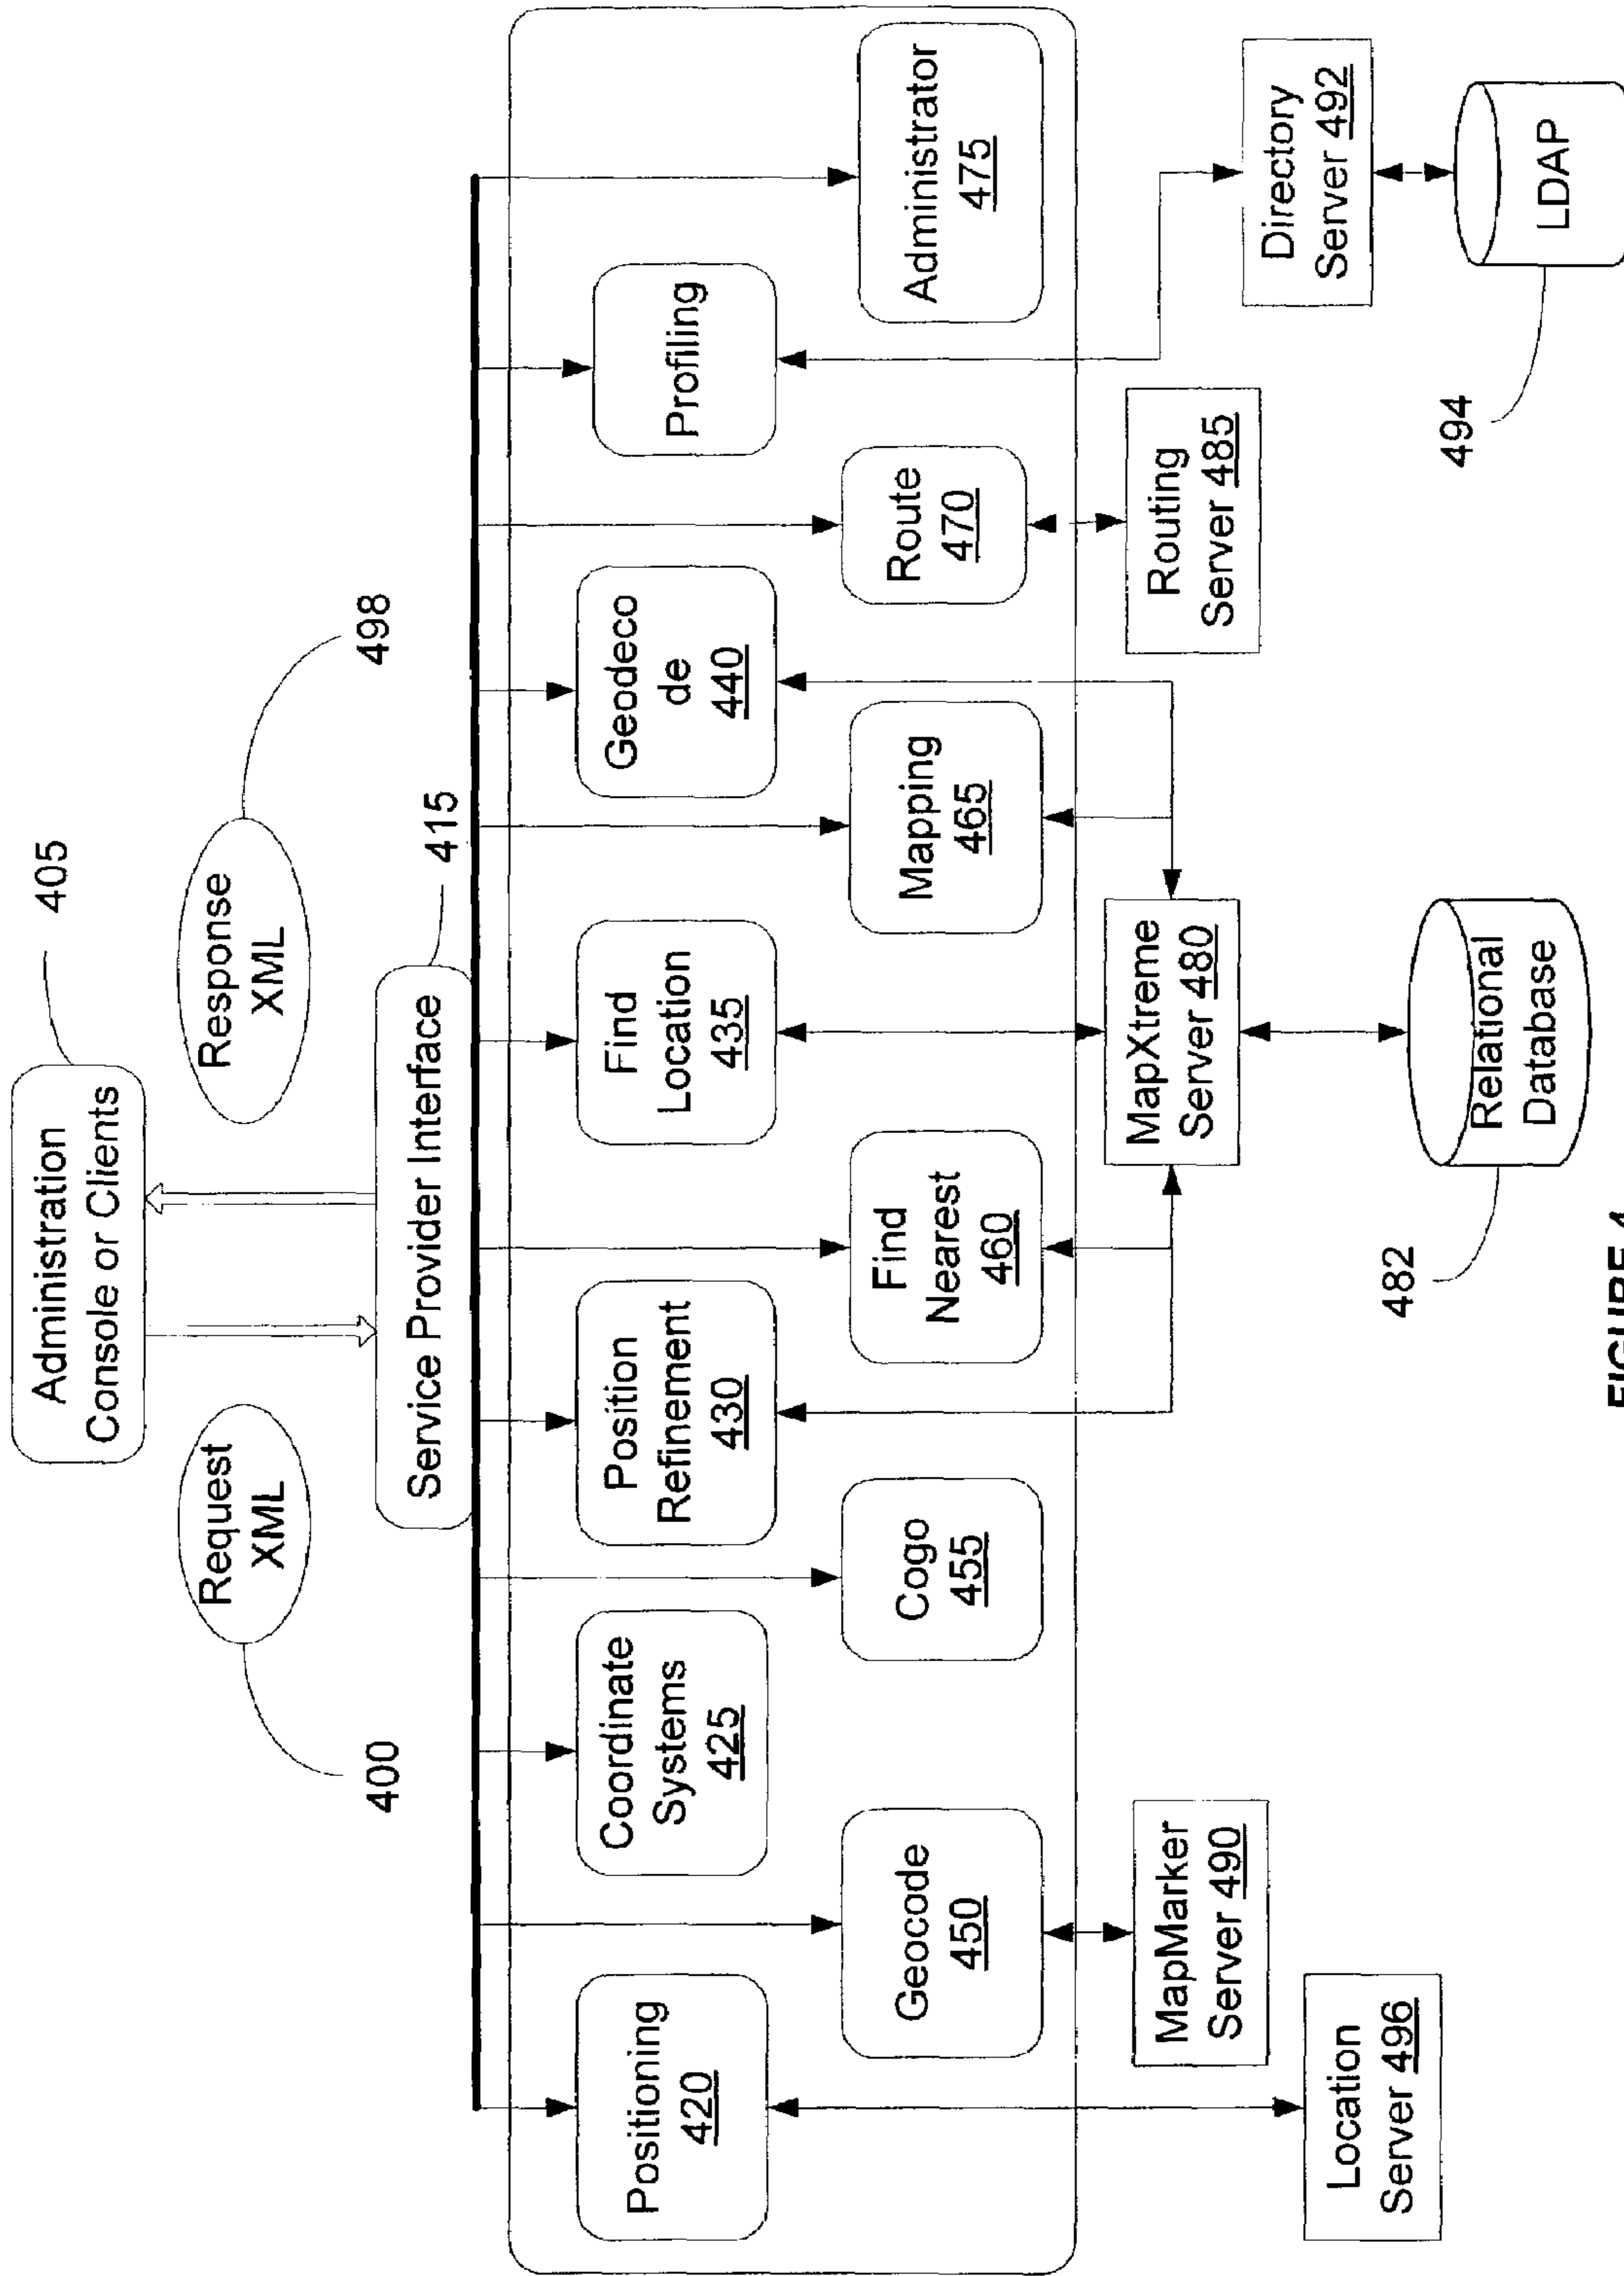 Administration
Console or Clients
405
Request
XML
400
Response
XML
498
Service Provider Interface
415
Positioning
420
Coordinate
Systems
425
Position
Refinement
430
Find
Location
435
Geodeco
de
440
Profiling
Geocode
450
Cogo
455
Find
Nearest
460
Mapping
465
Route
470
Administrator
475
Location
Server 496
MapMarker
Server 490
MapXtreme
Server 480
Routing
Server 485
Directory
Server 492
Relational
Database
482
LDAP
494
FIGURE 4